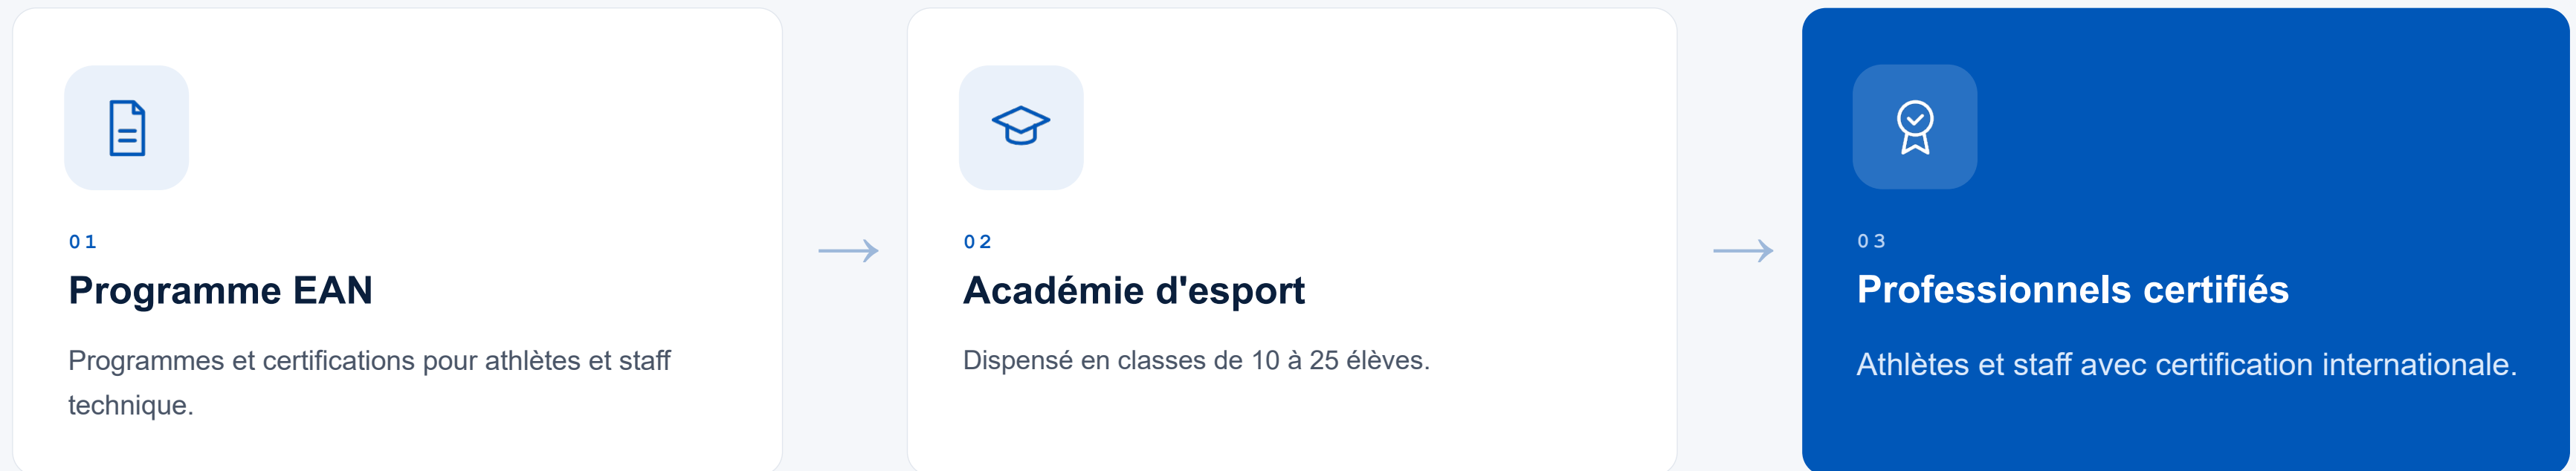 01
Programme EAN
Programmes et certifications pour athlètes et staff
technique.
02
Académie d'esport
Dispensé en classes de 10 à 25 élèves.
03
Professionnels certifiés
Athlètes et staff avec certification internationale.